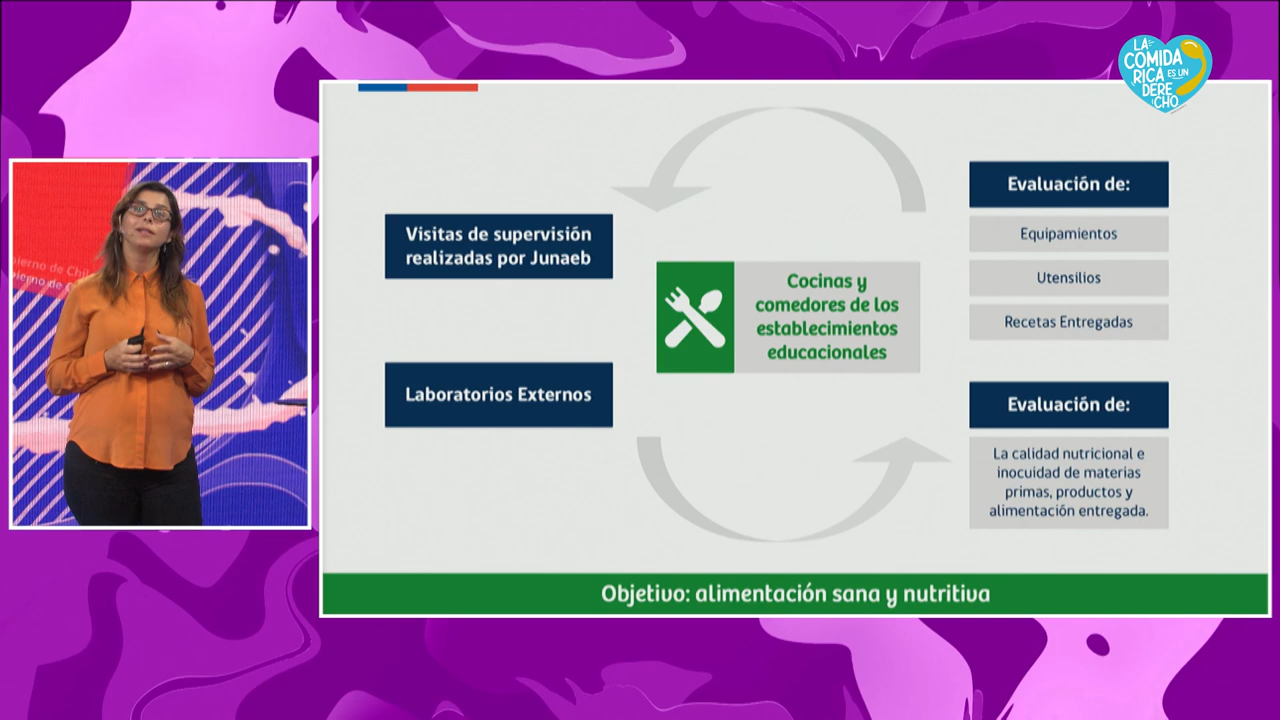 LA
COMIDA
RICA
ES UN
DERE
CHO
Visitas de supervisión
realizadas por Junaeb
Laboratorios Externos
Cocinas y
comedores de los
establecimientos
educacionales
Evaluación de:
Equipamientos
Utensilios
Recetas Entregadas
Evaluación de:
La calidad nutricional e
inocuidad de materias
primas, productos y
alimentación entregada.
Objetivo: alimentación sana y nutritiva